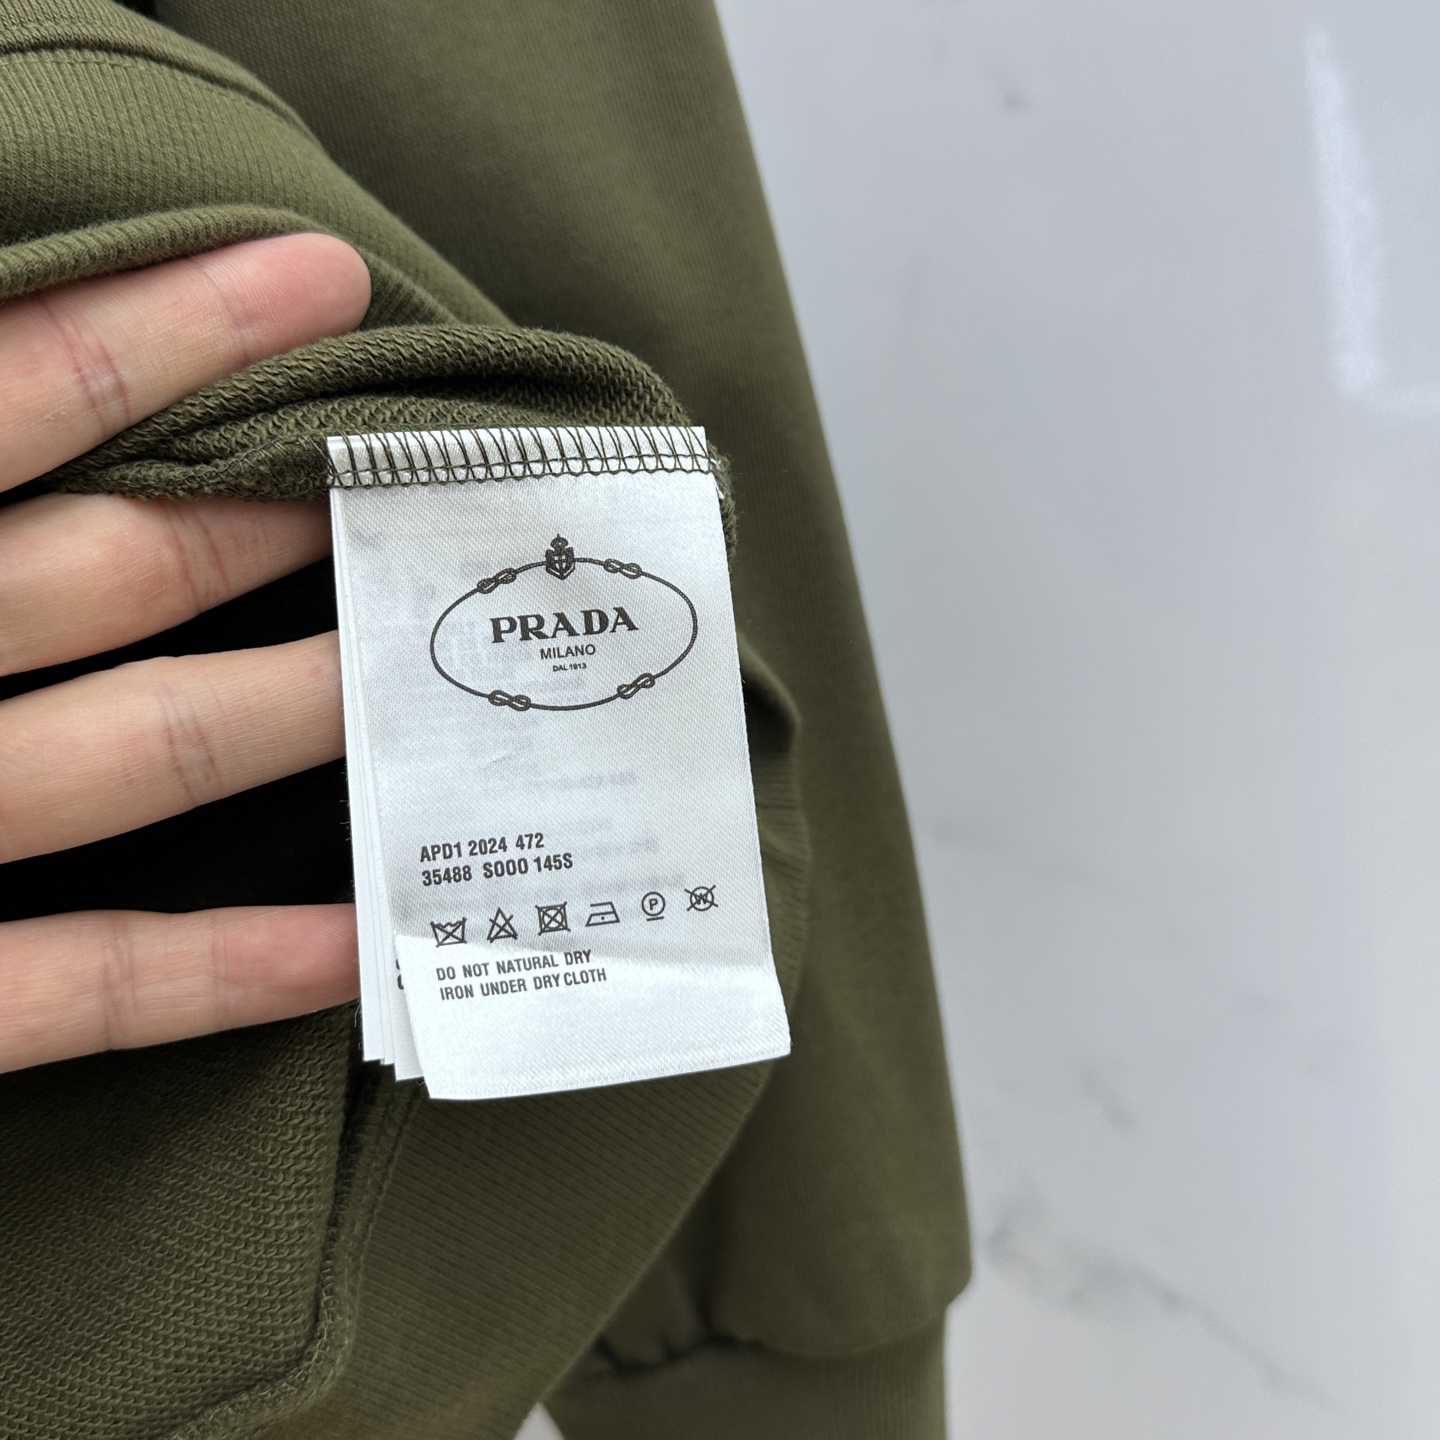 PRADA
MILANO
DAL 1913
APD1 2024 472
35488 S000 145S
P
W
DO NOT NATURAL DRY
IRON UNDER DRY CLOTH